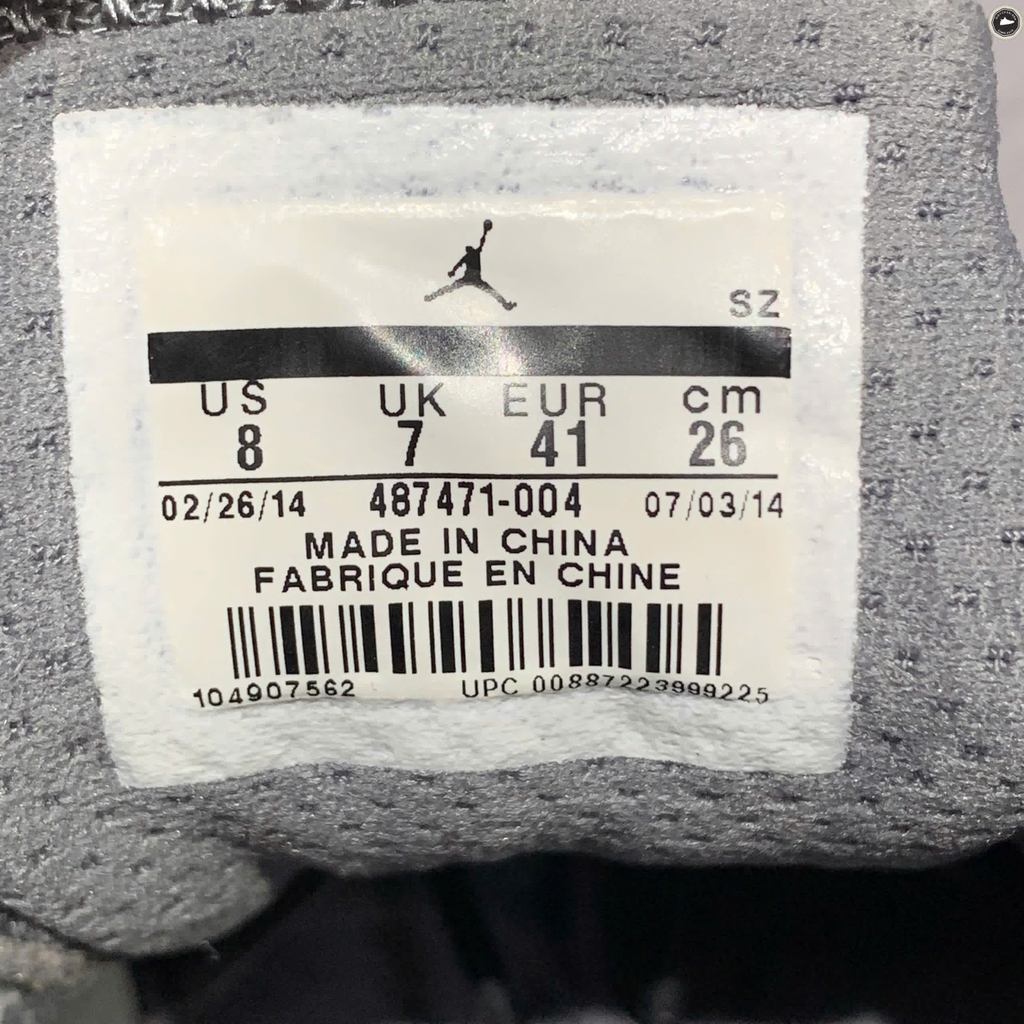 SZ
US UK EUR cm
8 7 41 26
02/26/14 487471-004 07/03/14
MADE IN CHINA
FABRIQUE EN CHINE
104907562 UPC 00887223999225